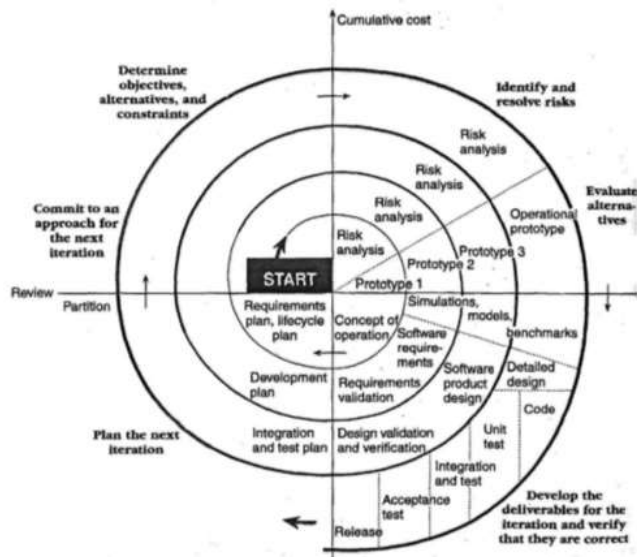 Cumulative cost
Determine
objectives,
alternatives, and
constraints
Identify and
resolve risks
Risk
analysis
Risk
analysis
Risk
analysis
Risk
analysis
Evaluate
alterna-
tives
Operational
prototype
Prototype 3
Prototype 2
Prototype 1
Commit to an
approach for
the next
iteration
START
Review
Partition
Requirements
plan, lifecycle
plan
Concept of
operation
Simulations,
models,
benchmarks
Software
require-
ments
Development
plan
Requirements
validation
Software
product
design
Detailed
design
Code
Plan the next
iteration
Integration
and test plan
Design validation
and verification
Unit
test
Integration
and test
Acceptance
test
Release
Develop the
deliverables for the
iteration and verify
that they are correct